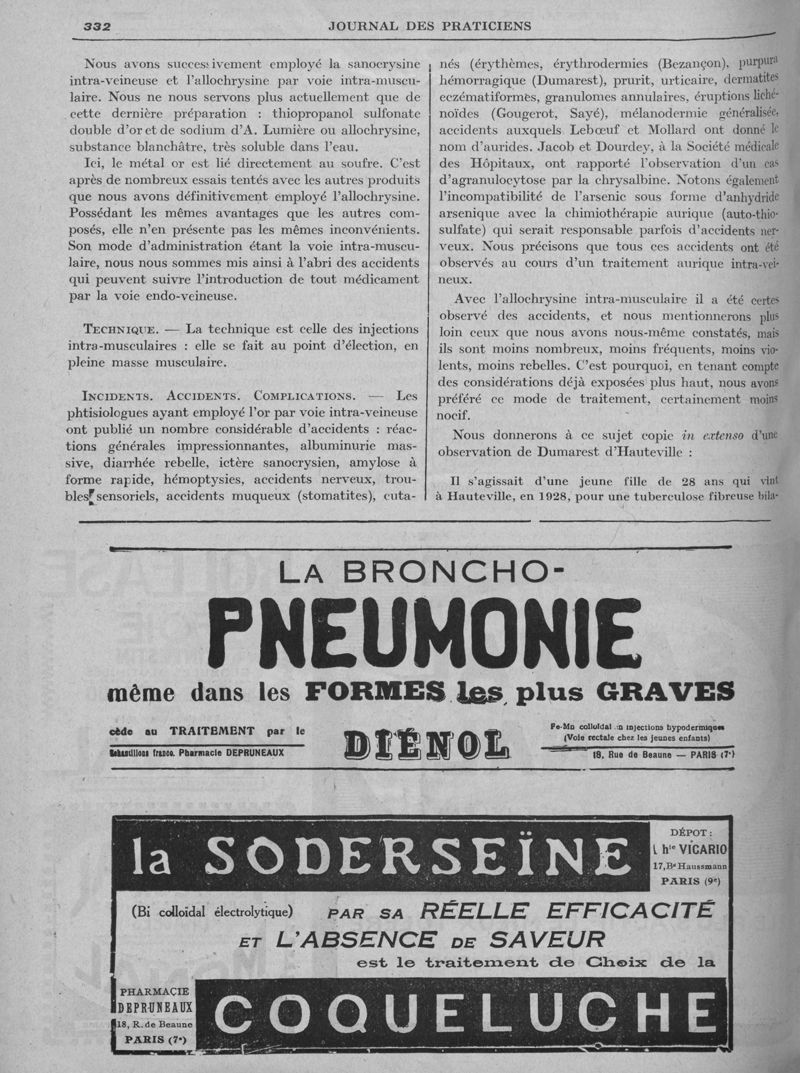 332
JOURNAL DES PRATICIENS
Nous avons successivement employé la sanocrysine
intra-veineuse et l'allochrysine par voie intra-muscu-
laire. Nous ne nous servons plus actuellement que de
cette dernière préparation : thiopropanol sulfonate
double d'or et de sodium d'A. Lumière ou allochrysine,
substance blanchâtre, très soluble dans l'eau.
Ici, le métal or est lié directement au soufre. C'est
après de nombreux essais tentés avec les autres produits
que nous avons définitivement employé l'allochrysine.
Possédant les mêmes avantages que les autres com-
posés, elle n'en présente pas les mêmes inconvénients.
Son mode d'administration étant la voie intra-muscu-
laire, nous nous sommes mis ainsi à l'abri des accidents
qui peuvent suivre l'introduction de tout médicament
par la voie endo-veineuse.
TECHNIQUE. — La technique est celle des injections
intra-musculaires : elle se fait au point d'élection, en
pleine masse musculaire.
INCIDENTS. ACCIDENTS. COMPLICATIONS. — Les
phtisiologues ayant employé l'or par voie intra-veineuse
ont publié un nombre considérable d'accidents : réac-
tions générales impressionnantes, albuminurie mas-
sive, diarrhée rebelle, ictère sanocrysien, amylose à
forme rapide, hémoptysies, accidents nerveux, trou-
bles sensoriels, accidents muqueux (stomatites), cuta-
nés (érythèmes, érythrodermies (Bezançon), purpura
hémorragique (Dumarest), prurit, urticaire, dermatites
eczématiformes, granulomes annulaires, éruptions liché-
noïdes (Gougerot, Sayé), mélanodermie généralisée,
accidents auxquels Lebœuf et Mollard ont donné le
nom d'aurides. Jacob et Dourdey, à la Société médicale
des Hôpitaux, ont rapporté l'observation d'un cas
d'agranulocytose par la chrysalbine. Notons également
l'incompatibilité de l'arsenic sous forme d'anhydride
arsenique avec la chimiothérapie aurique (auto-thio-
sulfate) qui serait responsable parfois d'accidents ner-
veux. Nous précisons que tous ces accidents ont été
observés au cours d'un traitement aurique intra-vei-
neux.
Avec l'allochrysine intra-musculaire il a été certes
observé des accidents, et nous mentionnerons plus
loin ceux que nous avons nous-même constatés, mais
ils sont moins nombreux, moins fréquents, moins vio-
lents, moins rebelles. C'est pourquoi, en tenant compte
des considérations déjà exposées plus haut, nous avons
préféré ce mode de traitement, certainement moins
nocif.
Nous donnerons à ce sujet copie in extenso d'une
observation de Dumarest d'Hauteville :
Il s'agissait d'une jeune fille de 28 ans qui vint
à Hauteville, en 1928, pour une tuberculose fibreuse bila-
LA BRONCHO-
PNEUMONIE
même dans les FORMES les plus GRAVES
cède au TRAITEMENT par le
Echantillons franco. Pharmacie DEPRUNEAUX
DIÉNOL
Fe-Mn colloïdal en injections hypodermiques
(Voie rectale chez les jeunes enfants)
18, Rue de Beaune — PARIS (7e)
la SODERSEÏNE
DÉPOT :
Phie VICARIO
17, Bd Haussmann
PARIS (9e)
(Bi colloïdal électrolytique) PAR SA RÉELLE EFFICACITÉ
ET L'ABSENCE DE SAVEUR
est le traitement de Choix de la
PHARMACIE
DEPRUNEAUX
18, R. de Beaune
PARIS (7e)
COQUELUCHE